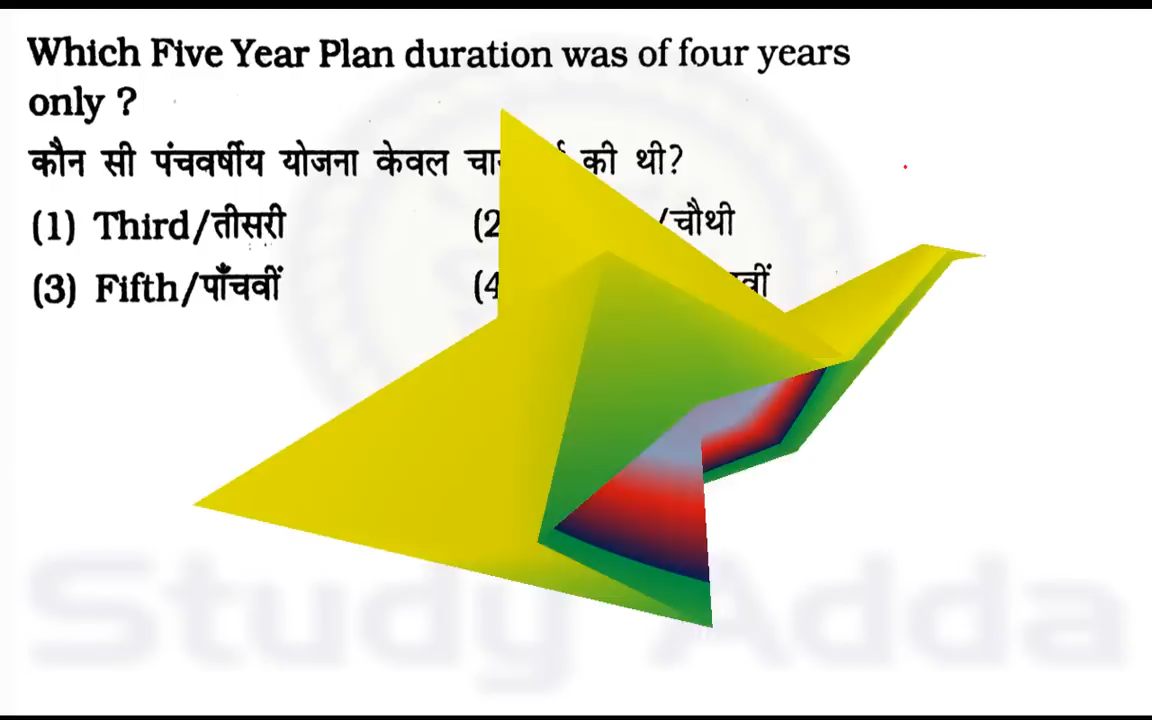 Which Five Year Plan duration was of four years
only ?
कौन सी पंचवर्षीय योजना केवल की थी?
(1) Third/तीसरी (2 /चौथी
(3) Fifth/पाँचवीं (4
Study Adda